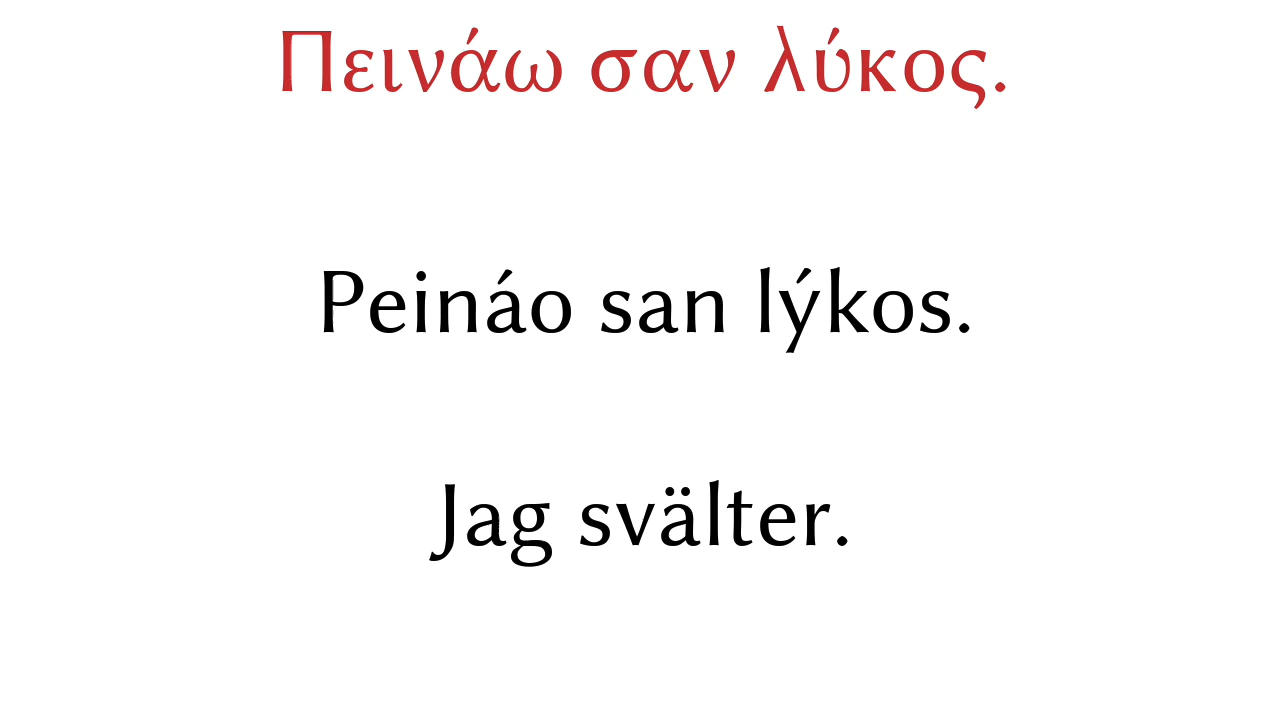 Πεινάω σαν λύκος.
Peináo san lýkos.
Jag svälter.